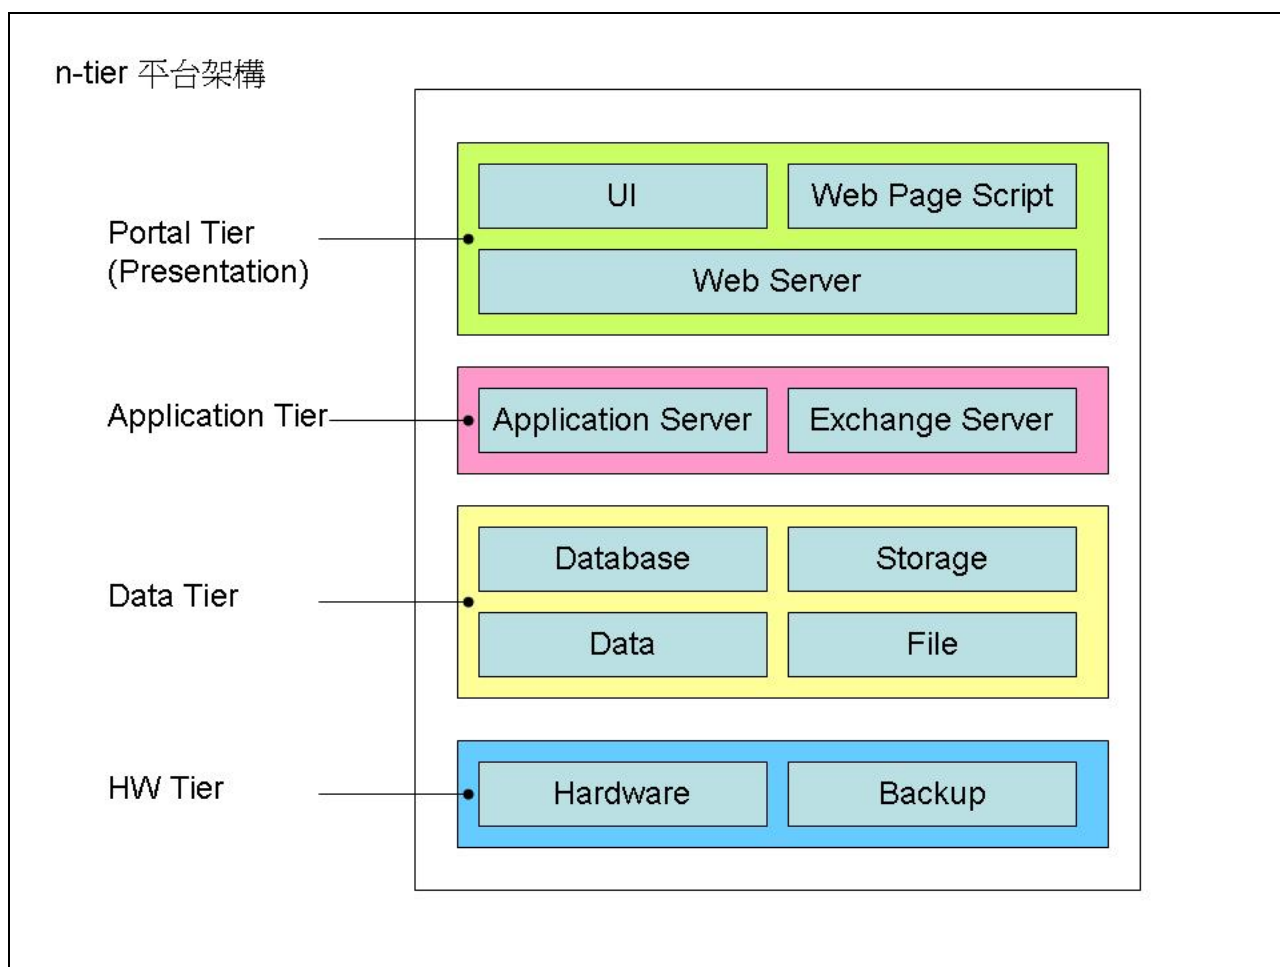 n-tier 平台架構
Portal Tier
(Presentation)
UI
Web Page Script
Web Server
Application Tier
Application Server
Exchange Server
Data Tier
Database
Storage
Data
File
HW Tier
Hardware
Backup